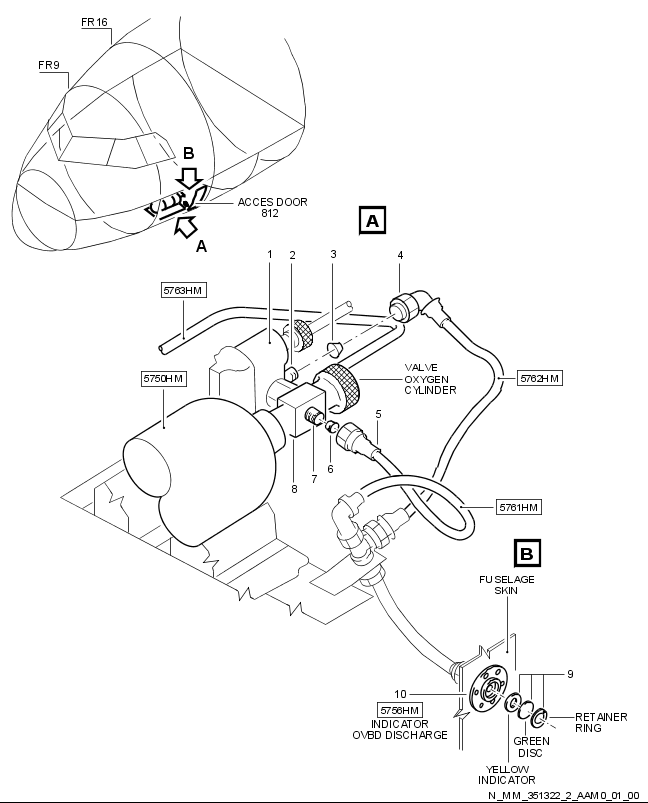 FR16
FR9
B
ACCES DOOR
812
A
A
1
2
3
4
5763HM
VALVE
OXYGEN
CYLINDER
5750HM
5762HM
5
6
7
8
5761HM
B
FUSELAGE
SKIN
9
10
5756HM
INDICATOR
OVBD DISCHARGE
RETAINER
RING
GREEN
DISC
YELLOW
INDICATOR
N_MM_351322_2_AAM0_01_00